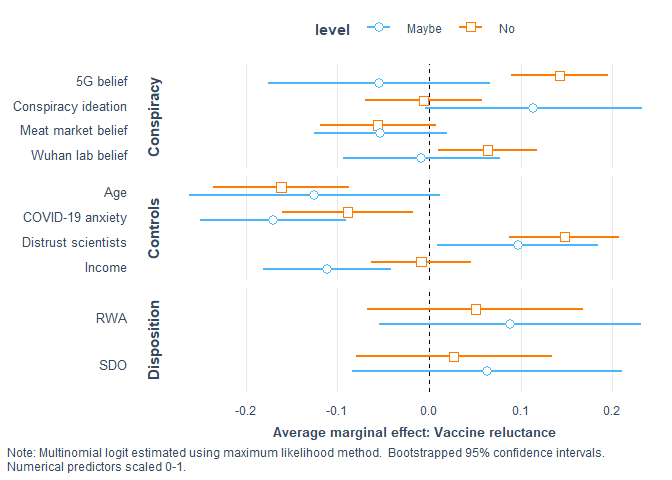 level Maybe No
Conspiracy
5G belief
Conspiracy ideation
Meat market belief
Wuhan lab belief
Controls
Age
COVID-19 anxiety
Distrust scientists
Income
Disposition
RWA
SDO
-0.2 -0.1 0.0 0.1 0.2
Average marginal effect: Vaccine reluctance
Note: Multinomial logit estimated using maximum likelihood method. Bootstrapped 95% confidence intervals.
Numerical predictors scaled 0-1.